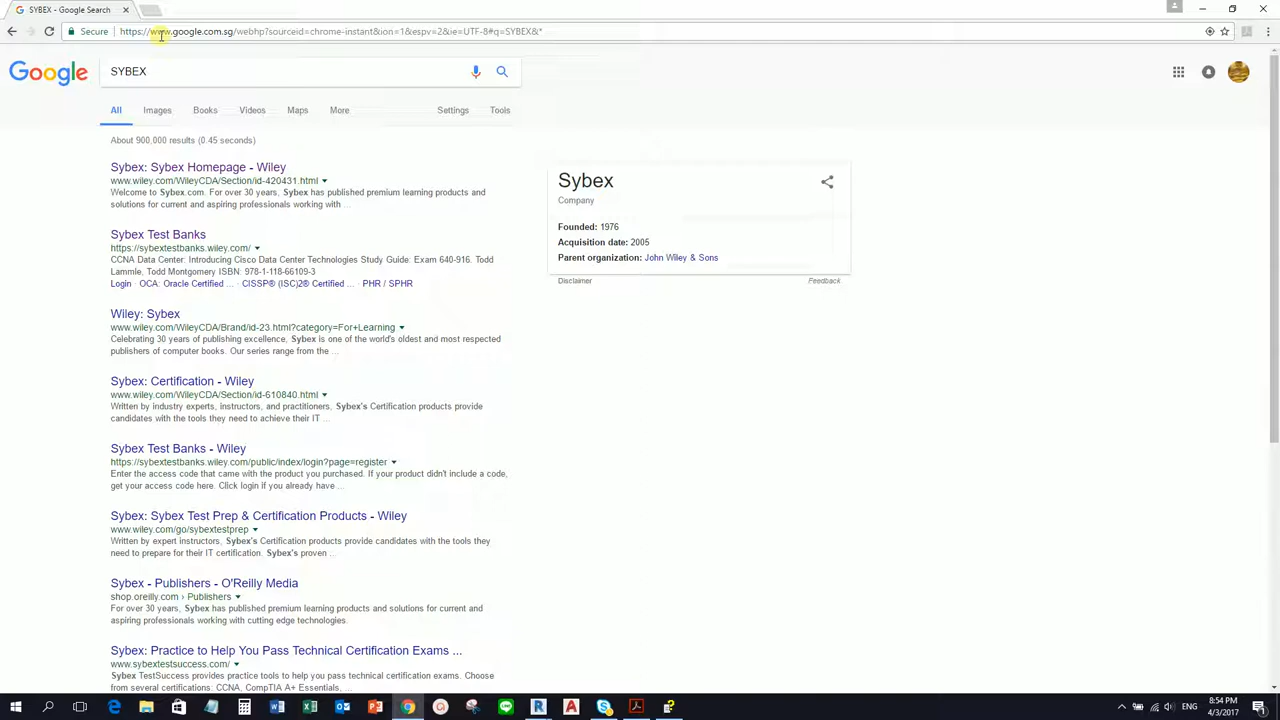 SYBEX - Google Search
Secure https://www.google.com.sg/webhp?sourceid=chrome-instant&ion=1&espv=2&ie=UTF-8#q=SYBEX&*
Google SYBEX
All Images Books Videos Maps More Settings Tools
About 900,000 results (0.45 seconds)
Sybex: Sybex Homepage - Wiley
www.wiley.com/WileyCDA/Section/id-420431.html
Welcome to Sybex.com. For over 30 years, Sybex has published premium learning products and
solutions for current and aspiring professionals working with ...
Sybex Test Banks
https://sybextestbanks.wiley.com/
CCNA Data Center: Introducing Cisco Data Center Technologies Study Guide: Exam 640-916. Todd
Lammle, Todd Montgomery ISBN: 978-1-118-66109-3
Login · OCA: Oracle Certified ... · CISSP® (ISC)2® Certified ... · PHR / SPHR
Wiley: Sybex
www.wiley.com/WileyCDA/Brand/id-23.html?category=For+Learning
Celebrating 30 years of publishing excellence, Sybex is one of the world's oldest and most respected
publishers of computer books. Our series range from the ...
Sybex: Certification - Wiley
www.wiley.com/WileyCDA/Section/id-610840.html
Written by industry experts, instructors, and practitioners, Sybex's Certification products provide
candidates with the tools they need to achieve their IT ...
Sybex Test Banks - Wiley
https://sybextestbanks.wiley.com/public/index/login?page=register
Enter the access code that came with the product you purchased. If your product didn't include a code,
get your access code here. Click login if you already have ...
Sybex: Sybex Test Prep & Certification Products - Wiley
www.wiley.com/go/sybextestprep
Written by expert instructors, Sybex's Certification products provide candidates with the tools they
need to prepare for their IT certification. Sybex's proven ...
Sybex - Publishers - O'Reilly Media
shop.oreilly.com › Publishers
For over 30 years, Sybex has published premium learning products and solutions for current and
aspiring professionals working with cutting edge technologies.
Sybex: Practice to Help You Pass Technical Certification Exams ...
www.sybextestsuccess.com/
Sybex TestSuccess provides practice tools to help you pass technical certification exams. Choose
from several certifications: CCNA, CompTIA A+ Essentials, ...
Sybex
Company
Founded: 1976
Acquisition date: 2005
Parent organization: John Wiley & Sons
Disclaimer Feedback
ENG
8:54 PM
4/3/2017